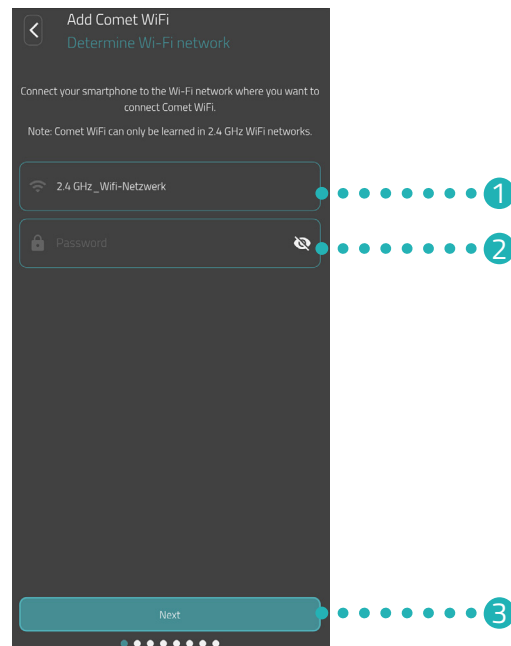 Add Comet WiFi
Determine Wi-Fi network
Connect your smartphone to the Wi-Fi network where you want to
connect Comet WiFi.
Note: Comet WiFi can only be learned in 2.4 GHz WiFi networks.
2.4 GHz_Wifi-Netzwerk
1
Password
2
Next
3